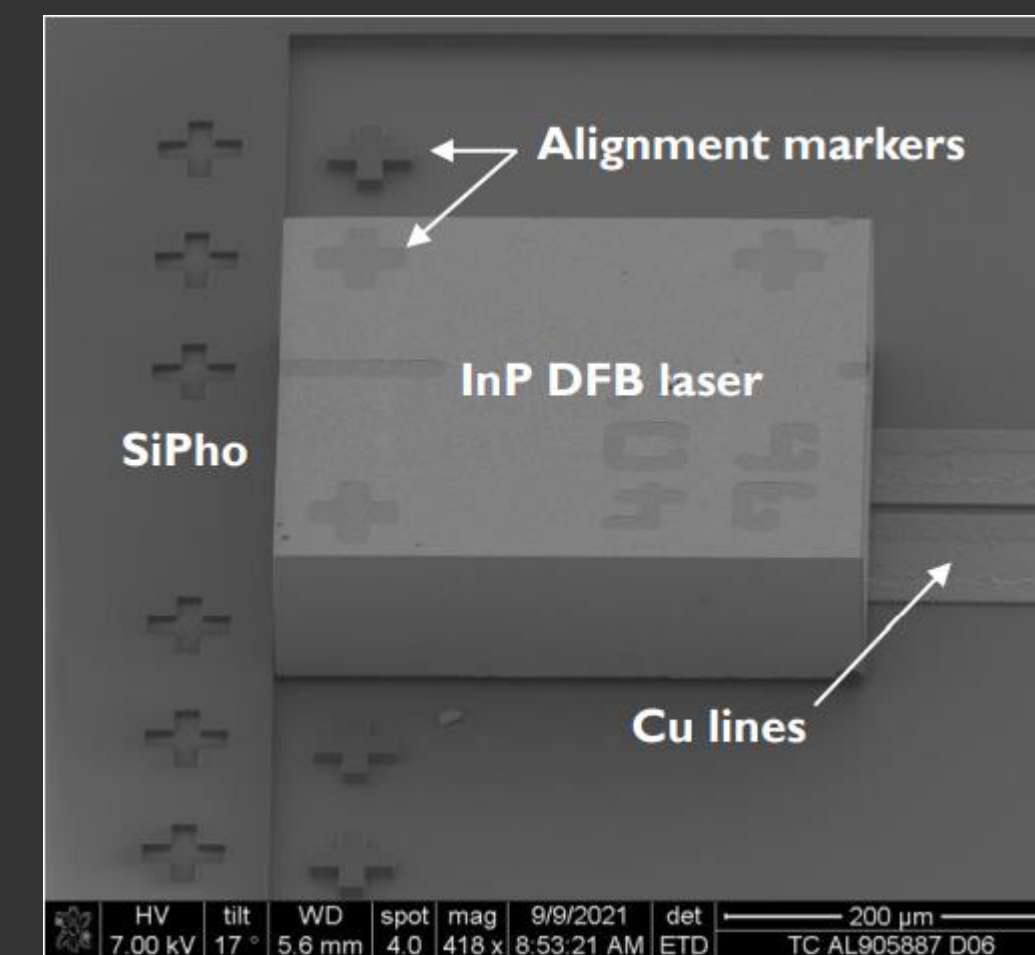 Alignment markers
InP DFB laser
SiPho
Cu lines
HV tilt WD spot mag 9/9/2021 det 200 µm
7.00 kV 17 ° 5.6 mm 4.0 418 x 8:53:21 AM ETD TC AL905887 D06